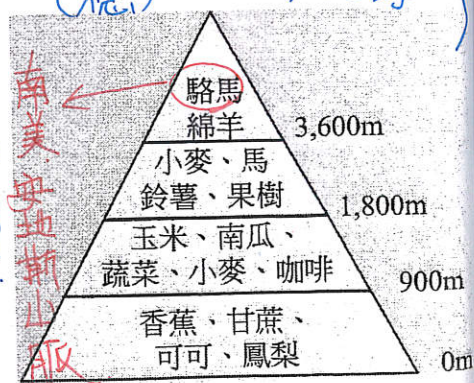 駱馬
綿羊
3,600m
小麥、馬
鈴薯、果樹
1,800m
玉米、南瓜、
蔬菜、小麥、咖啡
900m
香蕉、甘蔗、
可可、鳳梨
0m
南美.安地斯山脈